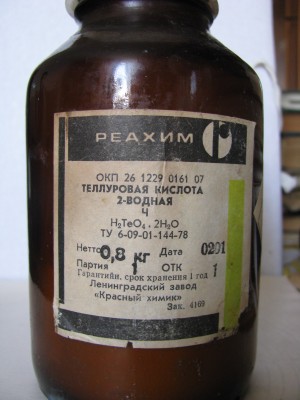 РЕАХИМ
ОКП 26 1229 0161 07
ТЕЛЛУРОВАЯ КИСЛОТА
2-ВОДНАЯ
Ч
H₂TeO₄ · 2H₂O
ТУ 6-09-01-144-78
Нетто 0,8 кг Дата 0291
Партия 1 ОТК 1
Гарантийн. срок хранения 1 год
Ленинградский завод
«Красный химик»
Зак. 4169